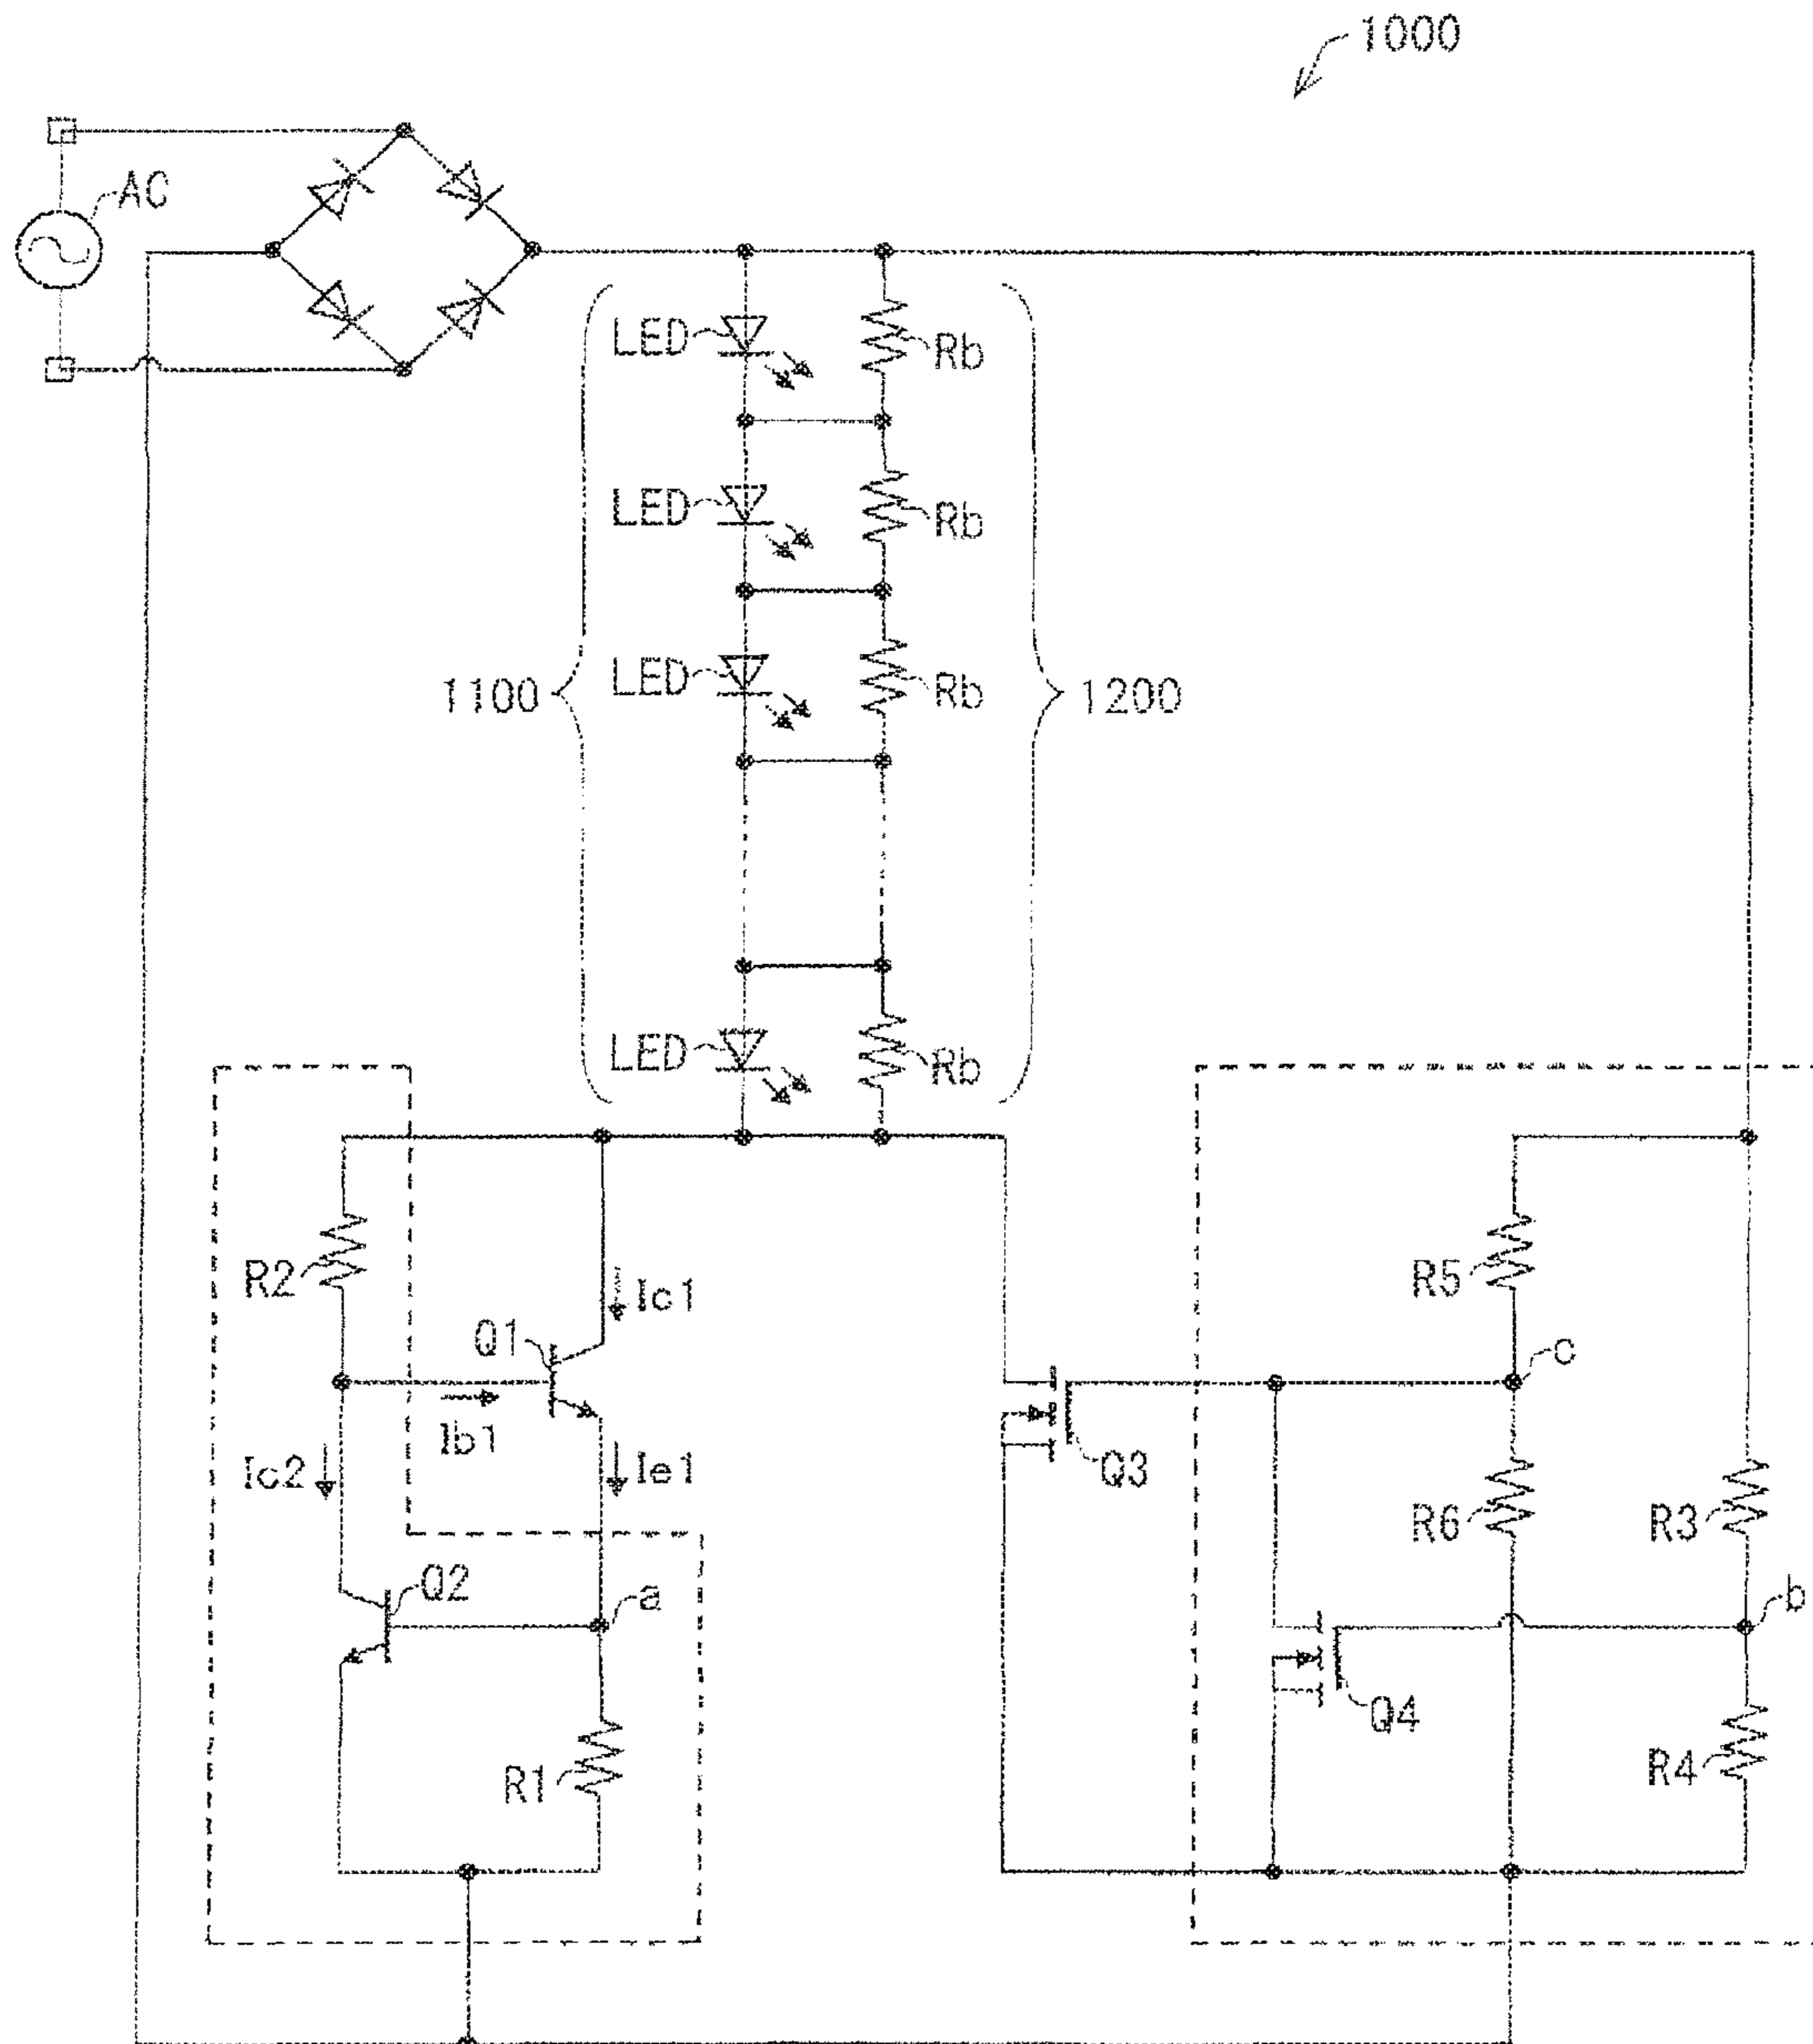 1000
AC
LED
Rb
LED
Rb
LED
Rb
1100
1200
LED
Rb
R2
Ic1
R5
Q1
c
Ib1
Ic2
Ie1
Q3
R6
R3
Q2
a
b
Q4
R1
R4